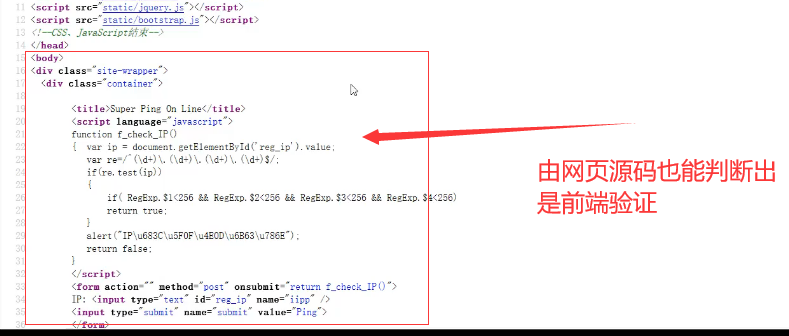 11 <script src="static/jquery.js"></script>
12 <script src="static/bootstrap.js"></script>
13 <!--CSS、JavaScript結束-->
14 </head>
15 <body>
16 <div class="site-wrapper">
17 <div class="container">
18
19 <title>Super Ping On Line</title>
20 <script language="javascript">
21 function f_check_IP()
22 { var ip = document.getElementById('reg_ip').value;
23 var re=/^(\d+)\.(\d+)\.(\d+)\.(\d+)$/;
24 if(re.test(ip))
25 {
26 if( RegExp.$1<256 && RegExp.$2<256 && RegExp.$3<256 && RegExp.$4<256)
27 return true;
28 }
29 alert("IP\u683C\u5F0F\u4E0D\u6B63\u786E");
30 return false;
31 }
32 </script>
33 <form action="" method="post" onsubmit="return f_check_IP()">
34 IP: <input type="text" id="reg_ip" name="iipp" />
35 <input type="submit" name="submit" value="Ping">
36 </form>
由网页源码也能判断出
是前端验证